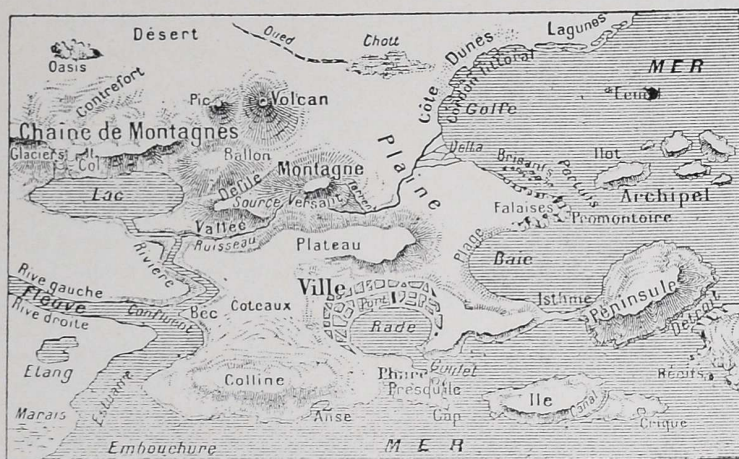 Désert
Oued
Chott
Dunes
Lagunes
Oasis
Contrefort
Pic
Volcan
Côte
Cordon littoral
MER
Golfe
Chaine de Montagnes
Glaciers
Col
Ballon
Plaine
Delta
Brisants
Pertuis
Ilot
Lac
Défilé
Montagne
Source
Versant
Torrent
Archipel
Falaises
Promontoire
Vallée
Ruisseau
Plateau
Plage
Baie
Rivière
Rive gauche
Fleuve
Rive droite
Confluent
Bec
Coteaux
Ville
Port
Rade
Isthme
Péninsule
Détroit
Etang
Colline
Phare
Goulet
Presqu'île
Récifs
Marais
Estuaire
Anse
Cap
Ile
Canal
Crique
Embouchure
MER